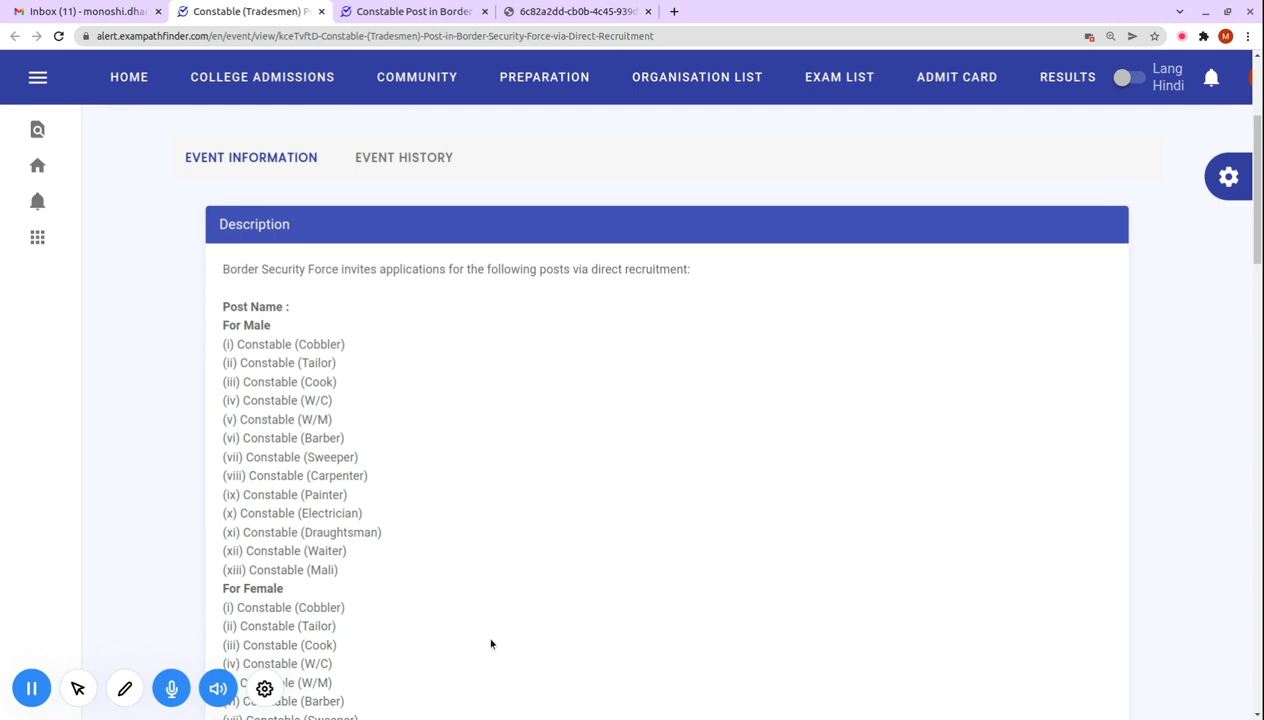 Inbox (11) - monoshi.dha
Constable (Tradesmen) P
Constable Post in Border
6c82a2dd-cb0b-4c45-939d
alert.exampathfinder.com/en/event/view/kceTvftD-Constable-(Tradesmen)-Post-in-Border-Security-Force-via-Direct-Recruitment
M
HOME COLLEGE ADMISSIONS COMMUNITY PREPARATION ORGANISATION LIST EXAM LIST ADMIT CARD RESULTS
Lang
Hindi
EVENT INFORMATION EVENT HISTORY
Description
Border Security Force invites applications for the following posts via direct recruitment:
Post Name :
For Male
(i) Constable (Cobbler)
(ii) Constable (Tailor)
(iii) Constable (Cook)
(iv) Constable (W/C)
(v) Constable (W/M)
(vi) Constable (Barber)
(vii) Constable (Sweeper)
(viii) Constable (Carpenter)
(ix) Constable (Painter)
(x) Constable (Electrician)
(xi) Constable (Draughtsman)
(xii) Constable (Waiter)
(xiii) Constable (Mali)
For Female
(i) Constable (Cobbler)
(ii) Constable (Tailor)
(iii) Constable (Cook)
(iv) Constable (W/C)
(W/M)
(Barber)